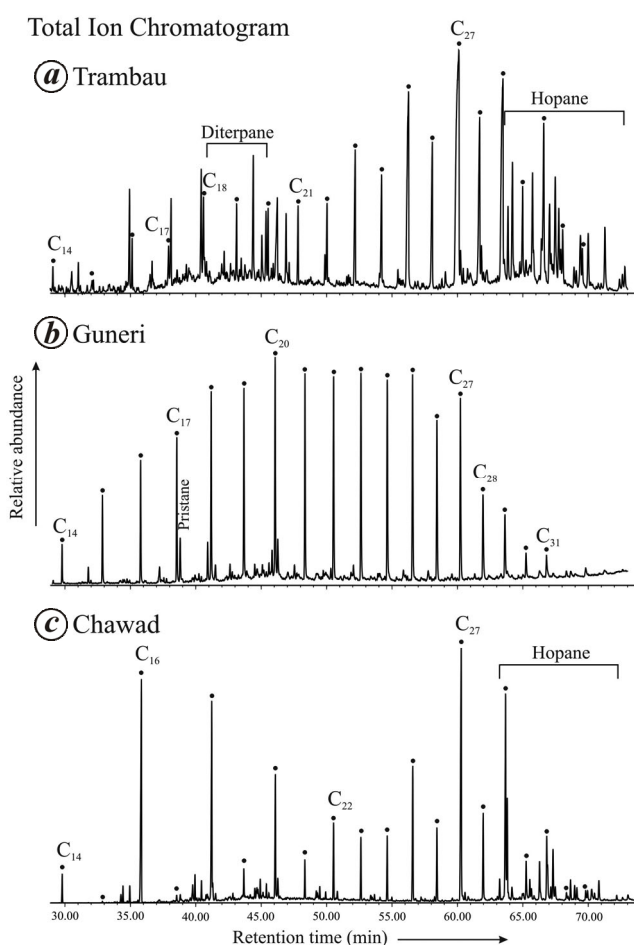 Total Ion Chromatogram
a Trambau
C27
Hopane
Diterpane
C18
C21
C17
C14
b Guneri
C20
C27
C17
C28
Pristane
C14
C31
Relative abundance
c Chawad
C27
C16
Hopane
C22
C14
30.00 35.00 40.00 45.00 50.00 55.00 60.00 65.00 70.00
Retention time (min)